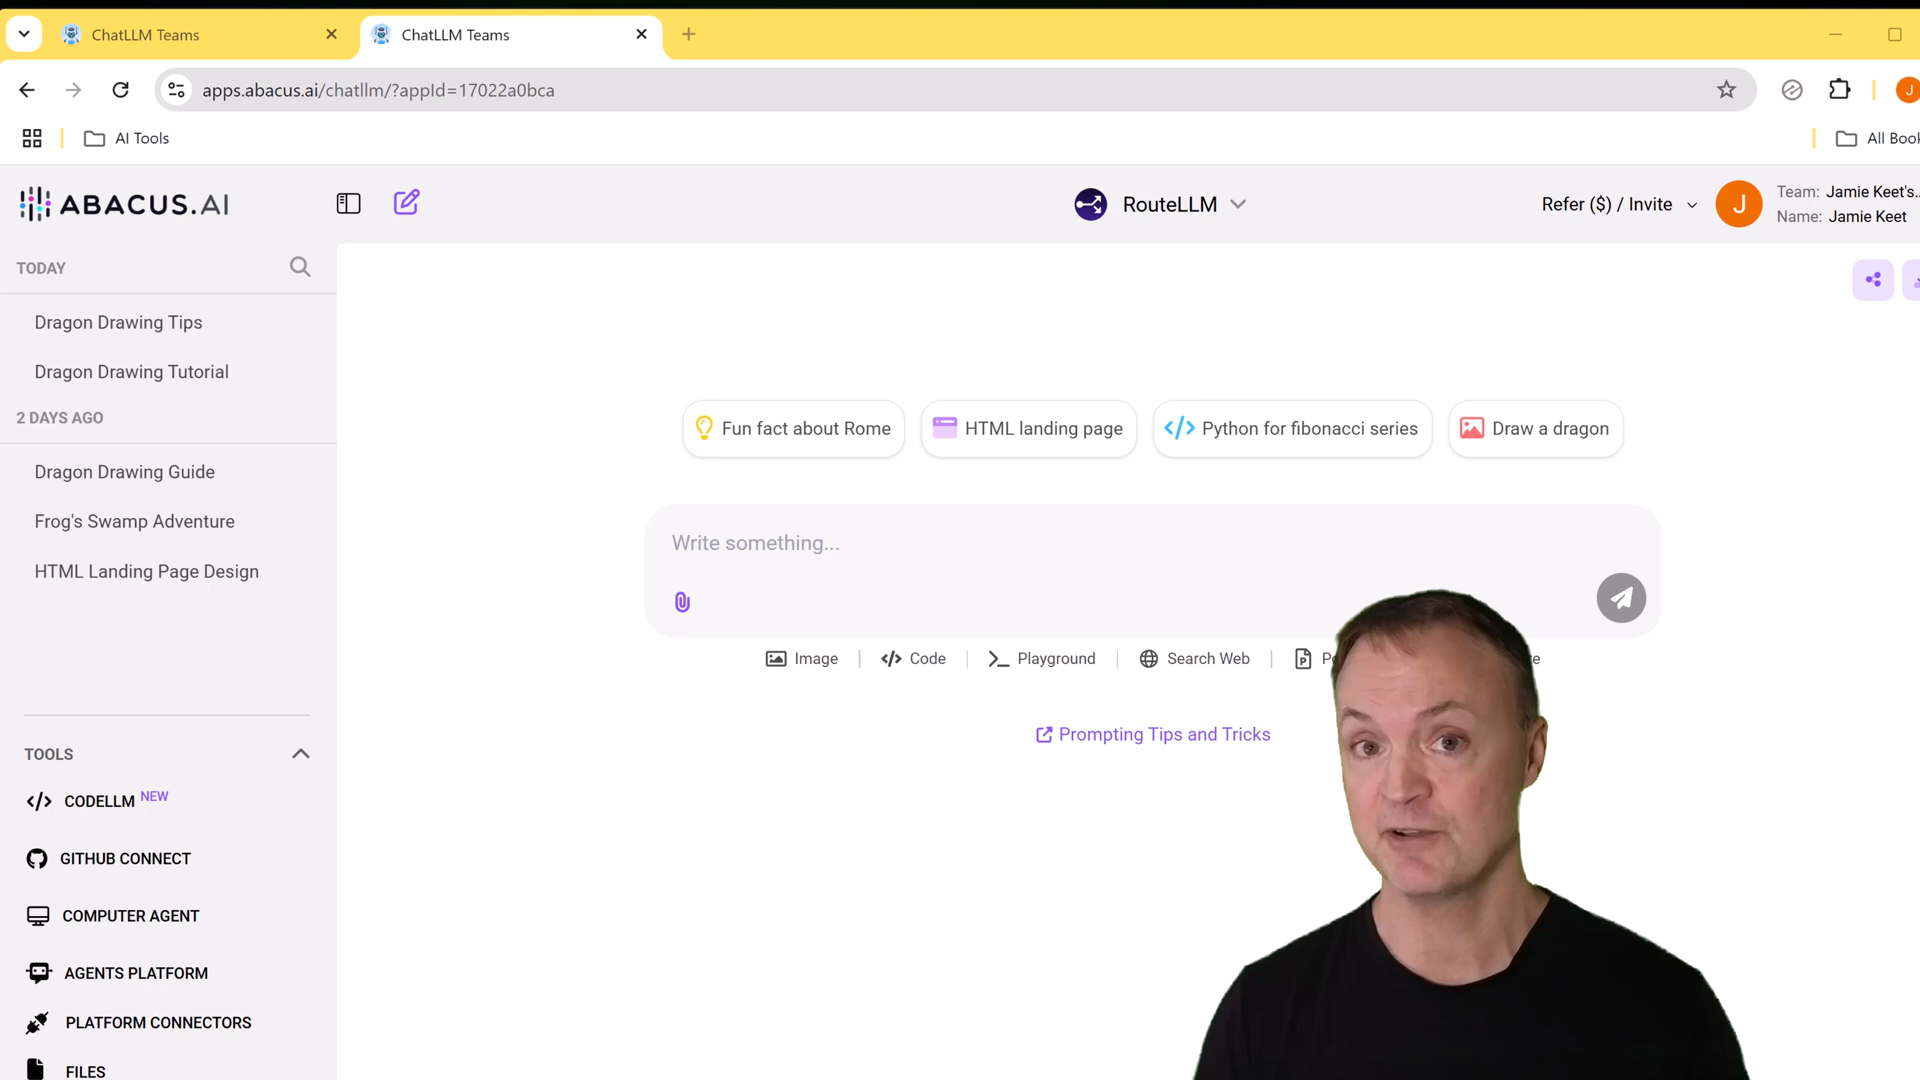 ChatLLM Teams
ChatLLM Teams
apps.abacus.ai/chatllm/?appId=17022a0bca
J
AI Tools
All Book
ABACUS.AI
RouteLLM
Refer ($) / Invite
J
Team: Jamie Keet's...
Name: Jamie Keet
TODAY
Dragon Drawing Tips
Dragon Drawing Tutorial
2 DAYS AGO
Dragon Drawing Guide
Frog's Swamp Adventure
HTML Landing Page Design
Fun fact about Rome
HTML landing page
Python for fibonacci series
Draw a dragon
Write something...
Image
Code
Playground
Search Web
Prompting Tips and Tricks
TOOLS
CODELLM NEW
GITHUB CONNECT
COMPUTER AGENT
AGENTS PLATFORM
PLATFORM CONNECTORS
FILES